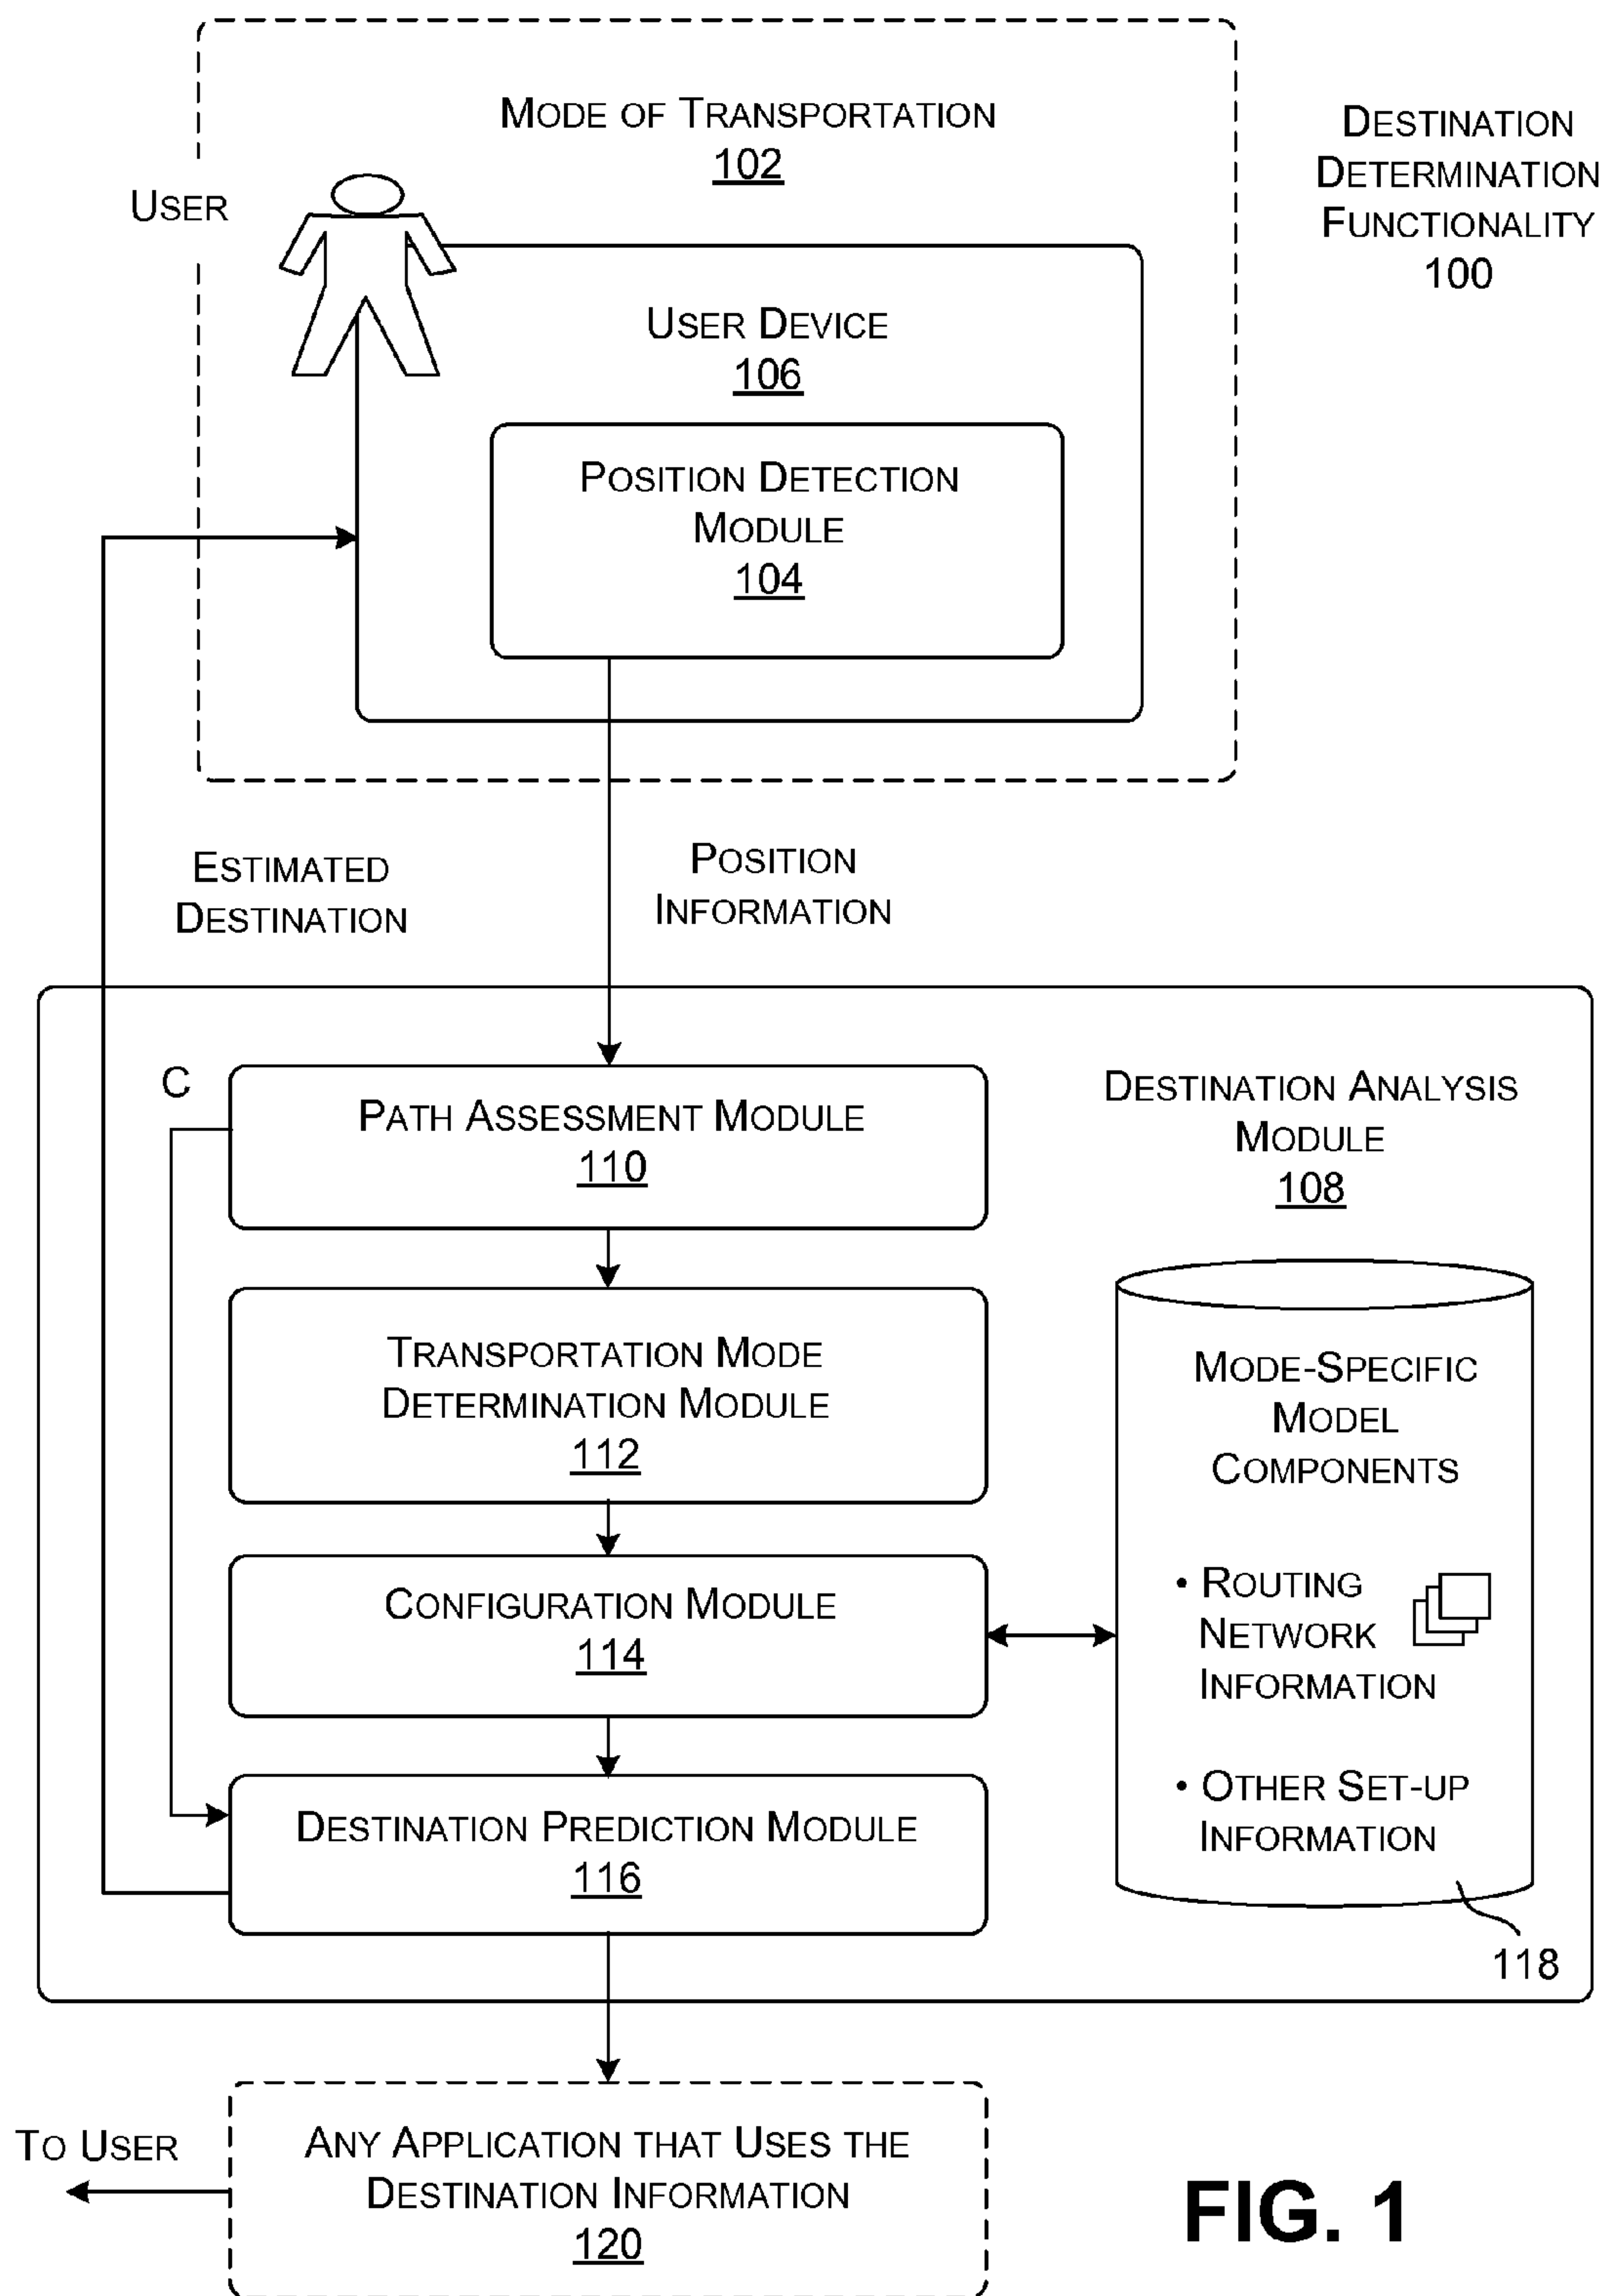 MODE OF TRANSPORTATION
102
DESTINATION
DETERMINATION
FUNCTIONALITY
100
USER
USER DEVICE
106
POSITION DETECTION
MODULE
104
ESTIMATED
DESTINATION
POSITION
INFORMATION
C
PATH ASSESSMENT MODULE
110
DESTINATION ANALYSIS
MODULE
108
TRANSPORTATION MODE
DETERMINATION MODULE
112
MODE-SPECIFIC
MODEL
COMPONENTS
• ROUTING
NETWORK
INFORMATION
• OTHER SET-UP
INFORMATION
118
CONFIGURATION MODULE
114
DESTINATION PREDICTION MODULE
116
TO USER
ANY APPLICATION THAT USES THE
DESTINATION INFORMATION
120
FIG. 1